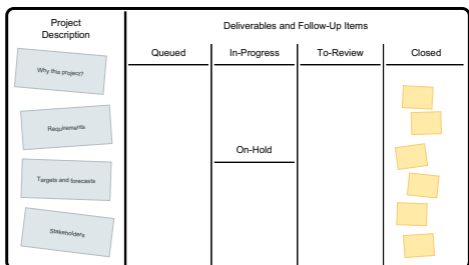 Project
Description
Deliverables and Follow-Up Items
Queued
In-Progress
To-Review
Closed
Why this project?
Requirements
On-Hold
Targets and forecasts
Stakeholders